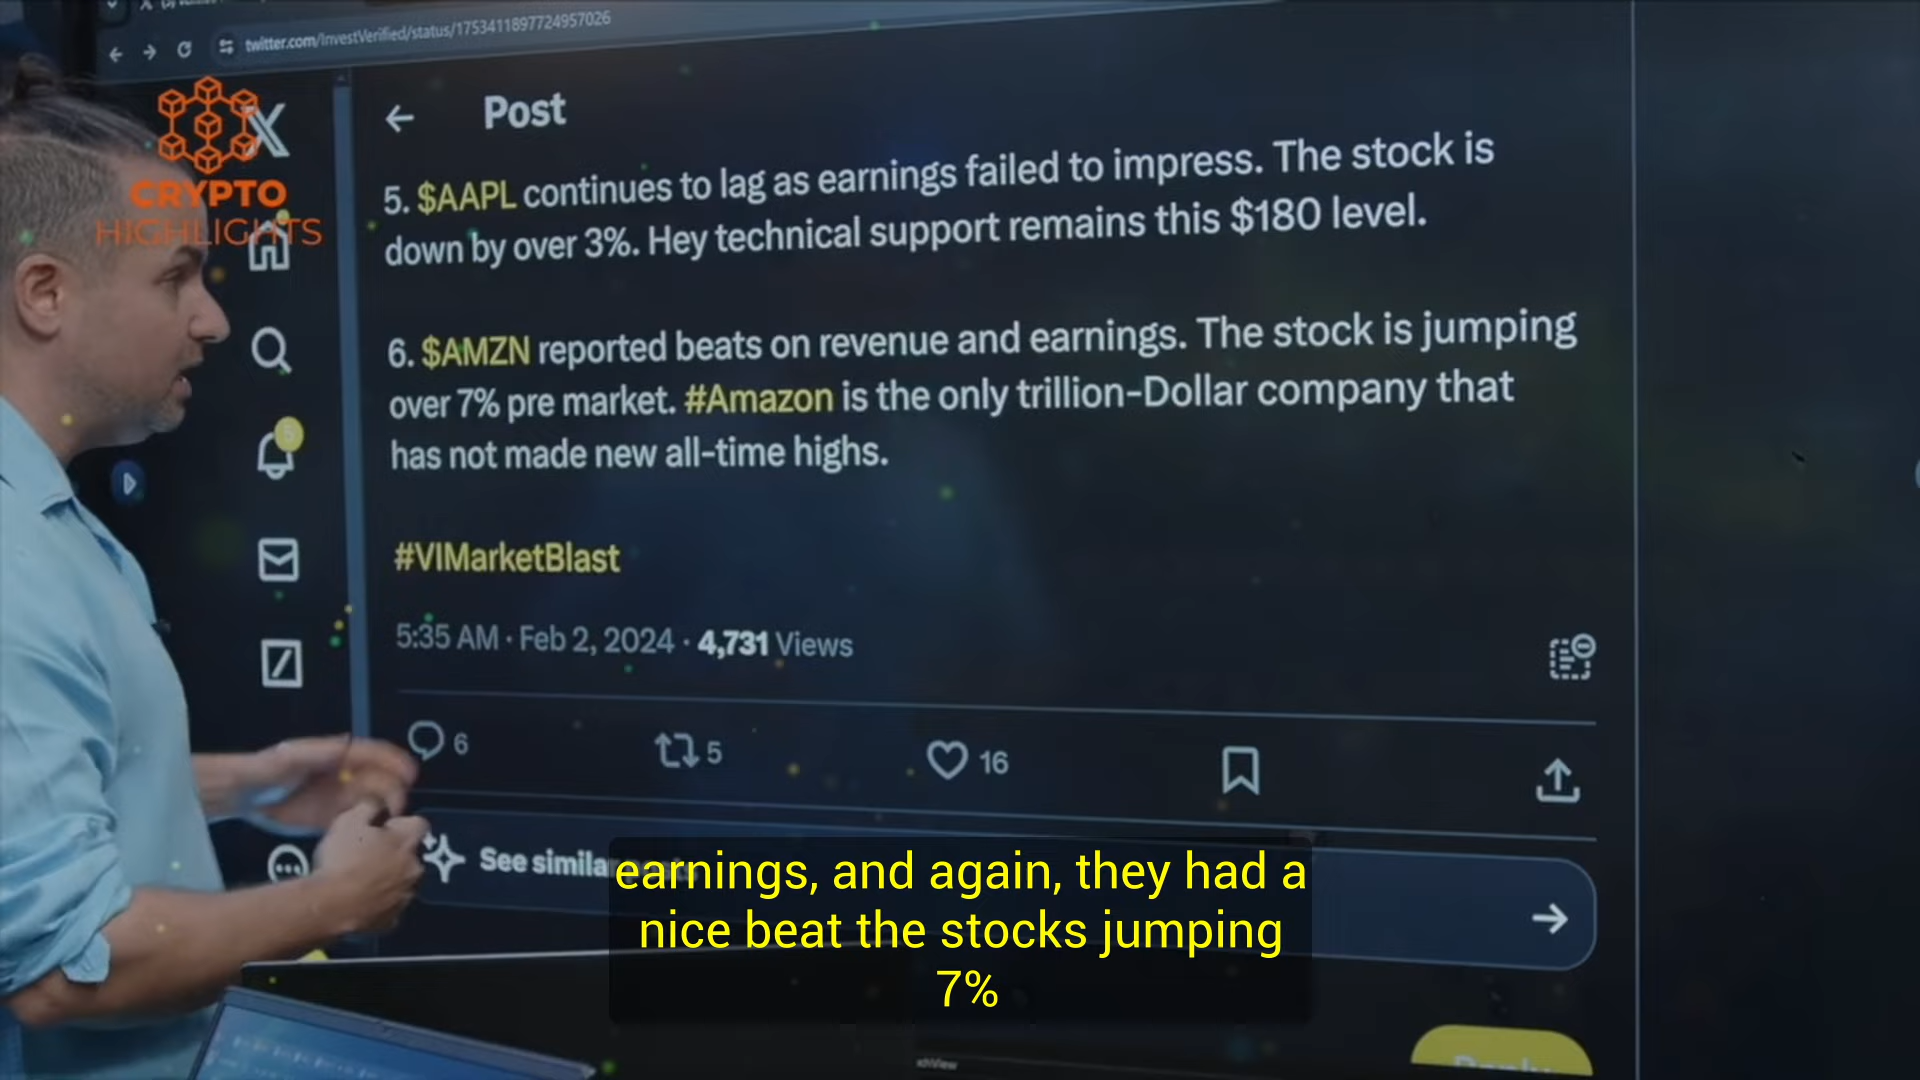 twitter.com/InvestVerified/status/1753411897724957026
CRYPTO
HIGHLIGHTS
Post
5. $AAPL continues to lag as earnings failed to impress. The stock is
down by over 3%. Hey technical support remains this $180 level.
6. $AMZN reported beats on revenue and earnings. The stock is jumping
over 7% pre market. #Amazon is the only trillion-Dollar company that
has not made new all-time highs.
#VIMarketBlast
5:35 AM · Feb 2, 2024 · 4,731 Views
6
5
16
5
See similar
earnings, and again, they had a
nice beat the stocks jumping
7%